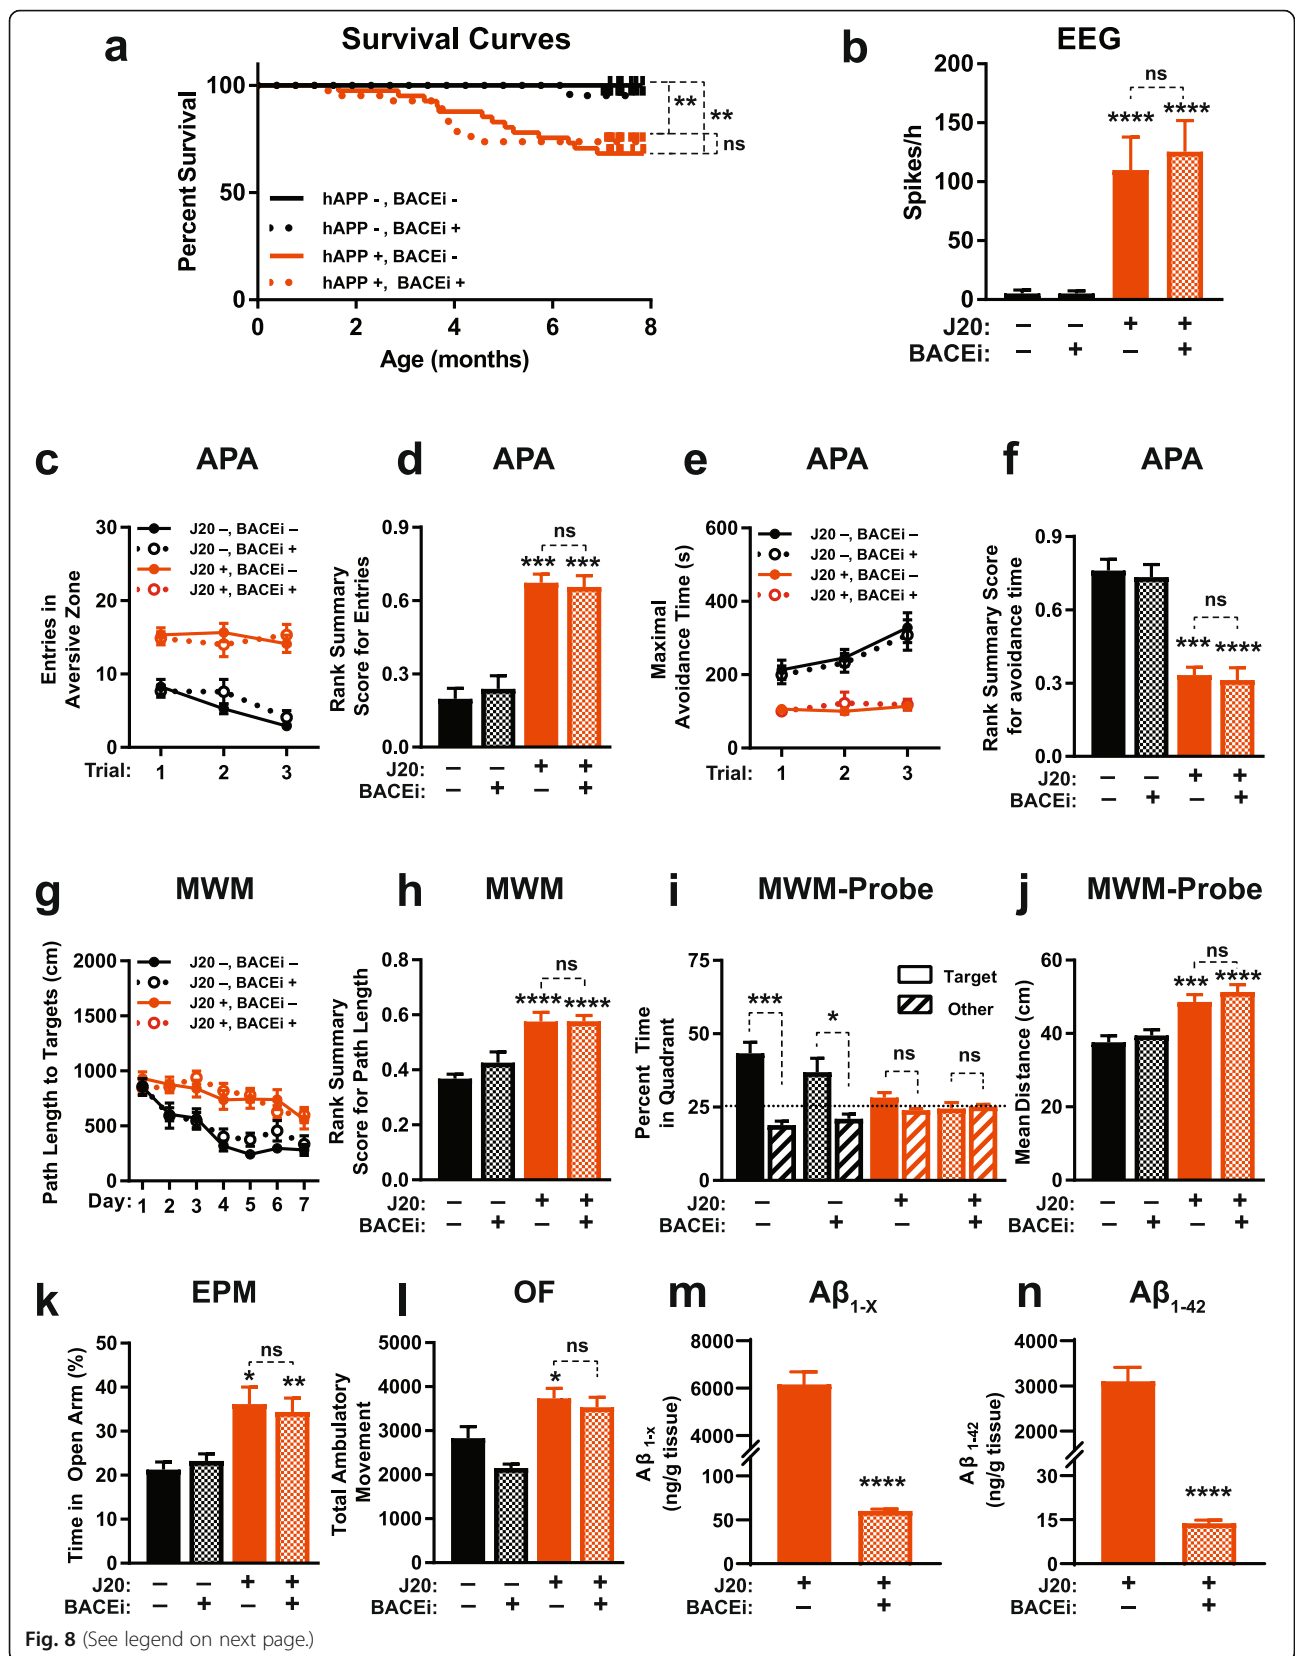 a Survival Curves
Percent Survival
100
50
0
** ** ns
hAPP -, BACEi -
hAPP -, BACEi +
hAPP +, BACEi -
hAPP +, BACEi +
0 2 4 6 8
Age (months)
b EEG
Spikes/h
200
150
100
50
0
ns
**** ****
J20: – – + +
BACEi: – + – +
c APA
Entries in
Aversive Zone
30
20
10
0
J20 –, BACEi –
J20 –, BACEi +
J20 +, BACEi –
J20 +, BACEi +
Trial: 1 2 3
d APA
Rank Summary
Score for Entries
0.9
0.6
0.3
0.0
ns
*** ***
J20: – – + +
BACEi: – + – +
e APA
Maximal
Avoidance Time (s)
600
400
200
0
J20 –, BACEi –
J20 –, BACEi +
J20 +, BACEi –
J20 +, BACEi +
Trial: 1 2 3
f APA
Rank Summary Score
for avoidance time
0.9
0.6
0.3
0.0
ns
*** ****
J20: – – + +
BACEi: – + – +
g MWM
Path Length to Targets (cm)
2000
1500
1000
500
0
J20 –, BACEi –
J20 –, BACEi +
J20 +, BACEi –
J20 +, BACEi +
Day: 1 2 3 4 5 6 7
h MWM
Rank Summary
Score for Path Length
0.8
0.6
0.4
0.2
0.0
ns
**** ****
J20: – – + +
BACEi: – + – +
i MWM-Probe
Percent Time
in Quadrant
75
50
25
0
Target
Other
*** * ns ns
J20: – – + +
BACEi: – + – +
j MWM-Probe
Mean Distance (cm)
60
40
20
0
ns
*** ****
J20: – – + +
BACEi: – + – +
k EPM
Time in Open Arm (%)
50
40
30
20
10
0
ns
* **
J20: – – + +
BACEi: – + – +
l OF
Total Ambulatory
Movement
5000
4000
3000
2000
1000
0
ns
*
J20: – – + +
BACEi: – + – +
m Aβ1-X
Aβ 1-x
(ng/g tissue)
8000
6000
4000
100
50
0
****
J20: + +
BACEi: – +
n Aβ1-42
Aβ 1-42
(ng/g tissue)
4000
3000
2000
30
15
0
****
J20: + +
BACEi: – +
Fig. 8 (See legend on next page.)